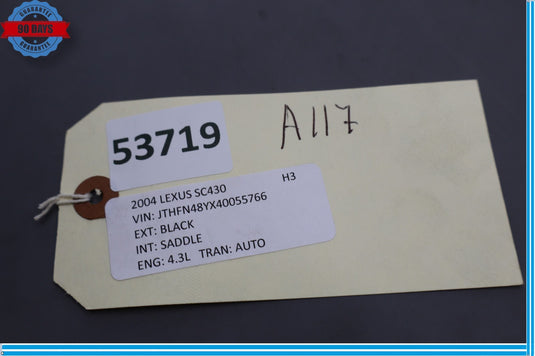 GUARANTEE
90 DAYS
GUARANTEE
A117
53719
2004 LEXUS SC430 H3
VIN: JTHFN48YX40055766
EXT: BLACK
INT: SADDLE
ENG: 4.3L TRAN: AUTO